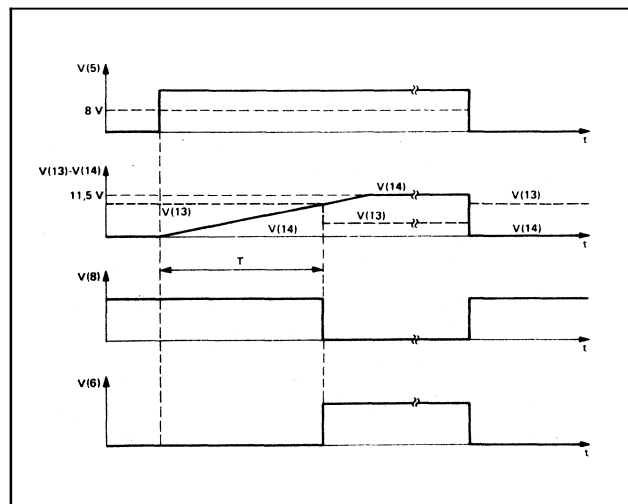 V(5)
8 V
t
V(13)-V(14)
11,5 V
V(14)
V(13)
V(13)
V(13)
V(14)
V(14)
t
T
V(8)
t
V(6)
t